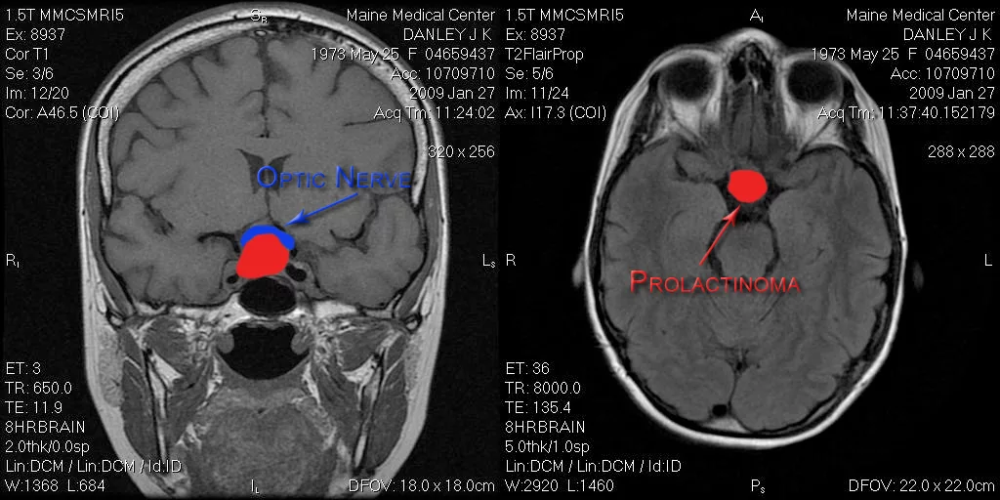 1.5T MMCSMRI5
Ex: 8937
Cor T1
Se: 3/6
Im: 12/20
Cor: A46.5 (COI)
SR
Maine Medical Center
DANLEY J K
1973 May 25 F 04659437
Acc: 10709710
2009 Jan 27
Acq Tm: 11:24:02
320 x 256
OPTIC NERVE
RI
LS
ET: 3
TR: 650.0
TE: 11.9
8HRBRAIN
2.0thk/0.0sp
Lin:DCM / Lin:DCM / Id:ID
W:1368 L:684
IL
DFOV: 18.0 x 18.0cm
1.5T MMCSMRI5
Ex: 8937
T2FlairProp
Se: 5/6
Im: 11/24
Ax: I17.3 (COI)
AI
Maine Medical Center
DANLEY J K
1973 May 25 F 04659437
Acc: 10709710
2009 Jan 27
Acq Tm: 11:37:40.152179
288 x 288
R
L
PROLACTINOMA
ET: 36
TR: 8000.0
TE: 135.4
8HRBRAIN
5.0thk/1.0sp
Lin:DCM / Lin:DCM / Id:ID
W:2920 L:1460
PS
DFOV: 22.0 x 22.0cm